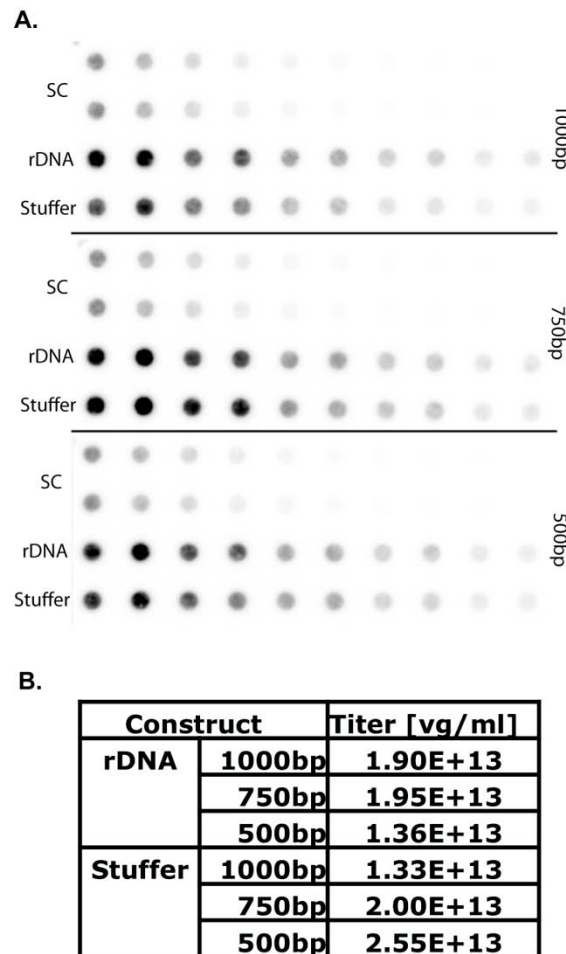 A.
SC
rDNA
Stuffer
1000bp
SC
rDNA
Stuffer
750bp
SC
rDNA
Stuffer
500bp
B.
Construct Titer [vg/ml]
rDNA 1000bp 1.90E+13
750bp 1.95E+13
500bp 1.36E+13
Stuffer 1000bp 1.33E+13
750bp 2.00E+13
500bp 2.55E+13